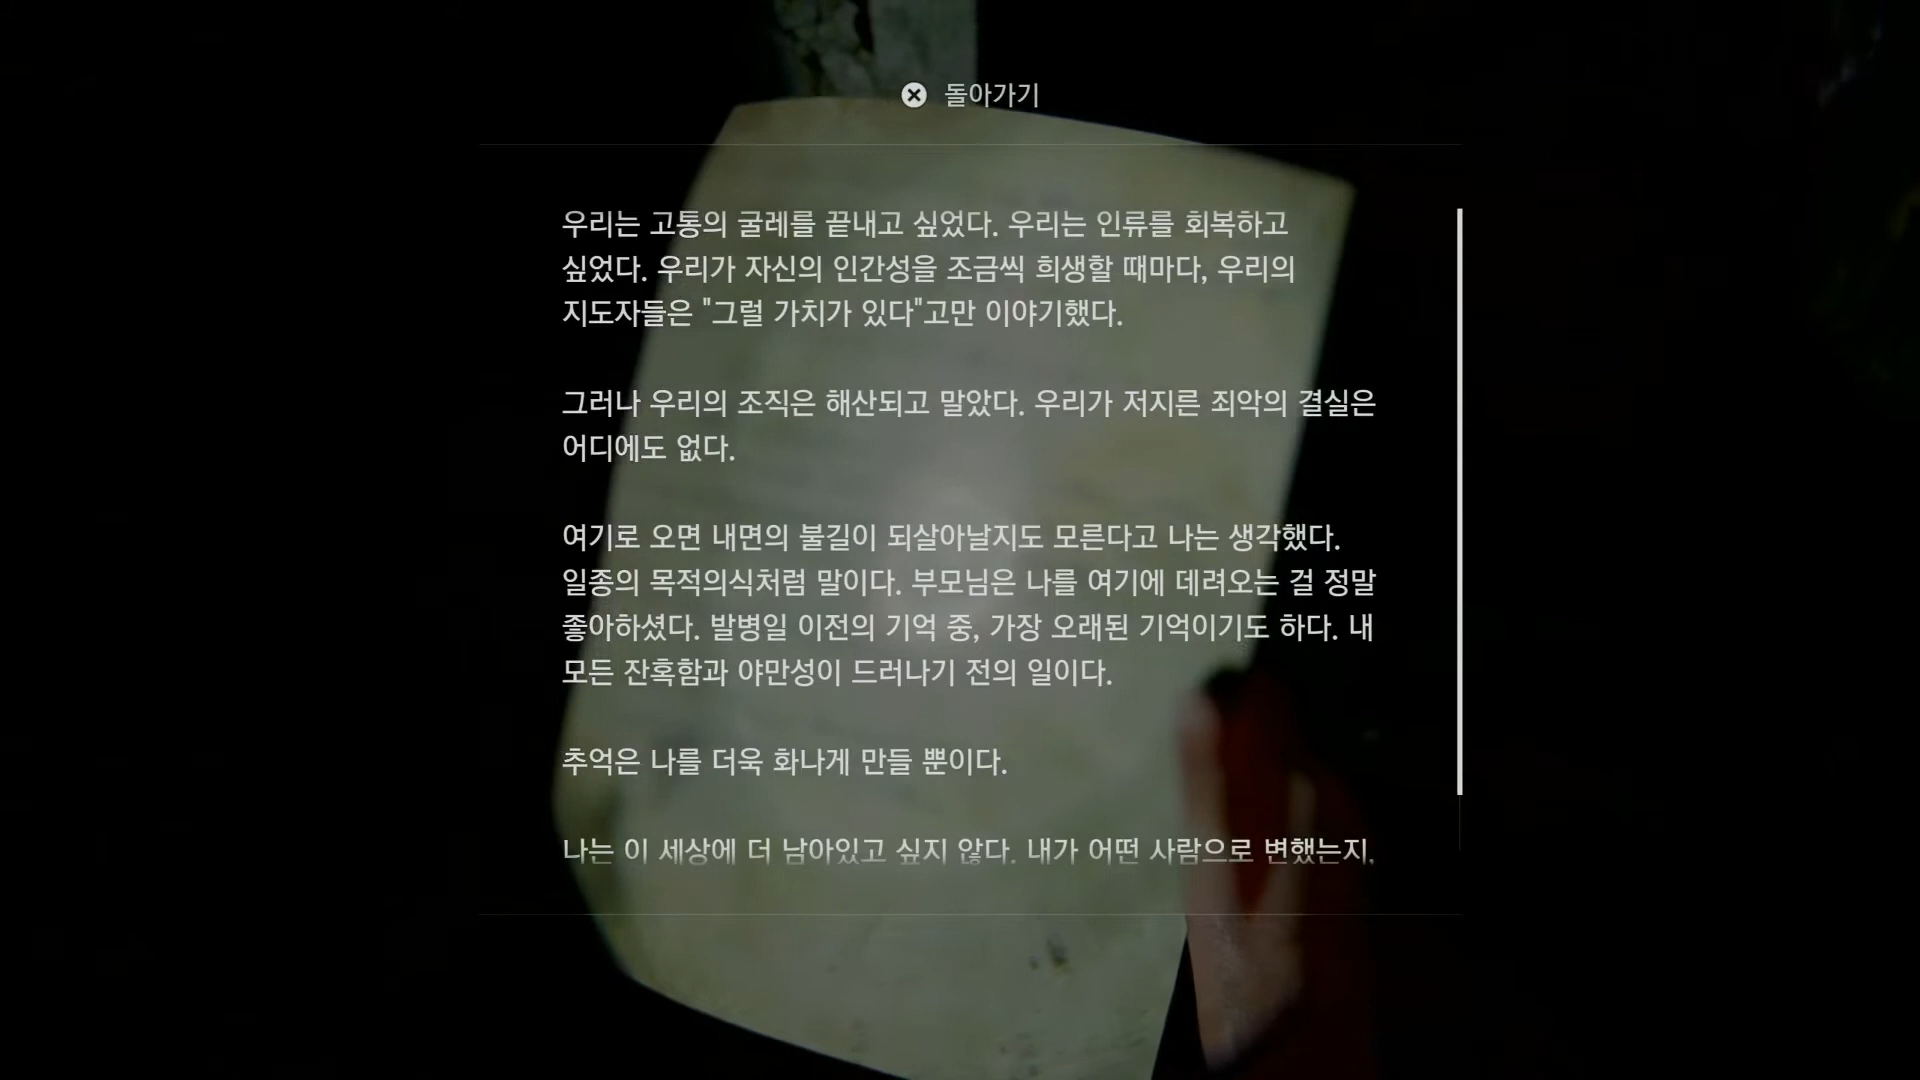 돌아가기
우리는 고통의 굴레를 끝내고 싶었다. 우리는 인류를 회복하고
싶었다. 우리가 자신의 인간성을 조금씩 희생할 때마다, 우리의
지도자들은 "그럴 가치가 있다"고만 이야기했다.
그러나 우리의 조직은 해산되고 말았다. 우리가 저지른 죄악의 결실은
어디에도 없다.
여기로 오면 내면의 불길이 되살아날지도 모른다고 나는 생각했다.
일종의 목적의식처럼 말이다. 부모님은 나를 여기에 데려오는 걸 정말
좋아하셨다. 발병일 이전의 기억 중, 가장 오래된 기억이기도 하다. 내
모든 잔혹함과 야만성이 드러나기 전의 일이다.
추억은 나를 더욱 화나게 만들 뿐이다.
나는 이 세상에 더 남아있고 싶지 않다. 내가 어떤 사람으로 변했는지,